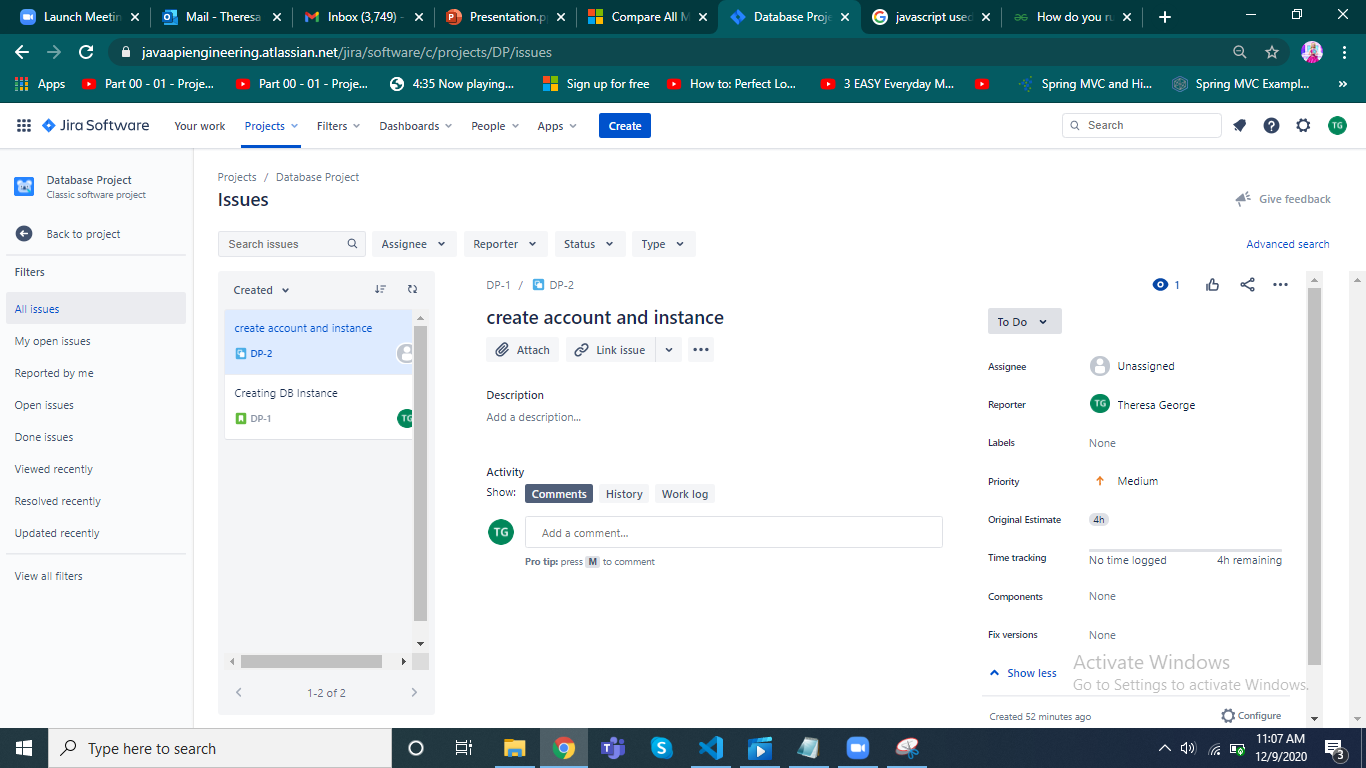 Launch Meetin
Mail - Theresa
Inbox (3,749) -
Presentation.p
Compare All M
Database Proje
javascript used
How do you ru
javaapiengineering.atlassian.net/jira/software/c/projects/DP/issues
Apps
Part 00 - 01 - Proje...
Part 00 - 01 - Proje...
4:35 Now playing...
Sign up for free
How to: Perfect Lo...
3 EASY Everyday M...
Spring MVC and Hi...
Spring MVC Exampl...
»
Jira Software
Your work
Projects
Filters
Dashboards
People
Apps
Create
Search
TG
Database Project
Classic software project
Back to project
Filters
All issues
My open issues
Reported by me
Open issues
Done issues
Viewed recently
Resolved recently
Updated recently
View all filters
Projects / Database Project
Issues
Give feedback
Search issues
Assignee
Reporter
Status
Type
Advanced search
Created
create account and instance
DP-2
Creating DB Instance
DP-1
TG
1-2 of 2
DP-1 / DP-2
1
create account and instance
Attach
Link issue
Description
Add a description...
Activity
Show:
Comments
History
Work log
TG
Add a comment...
Pro tip: press M to comment
To Do
Assignee
Unassigned
Reporter
TG
Theresa George
Labels
None
Priority
Medium
Original Estimate
4h
Time tracking
No time logged
4h remaining
Components
None
Fix versions
None
Show less
Created 52 minutes ago
Configure
Activate Windows
Go to Settings to activate Windows.
Type here to search
11:07 AM
12/9/2020
3